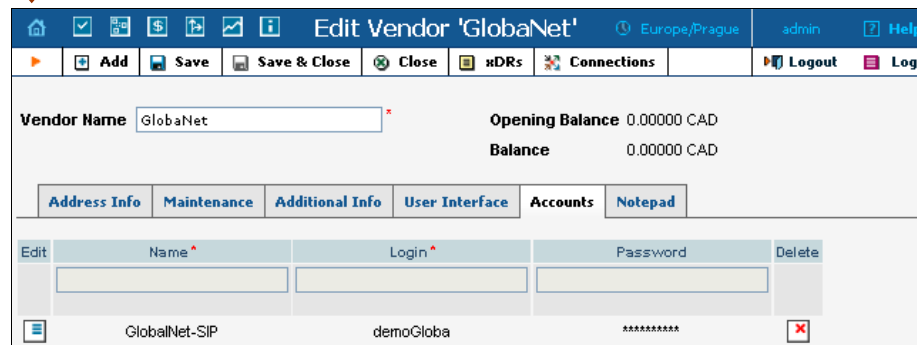 Edit Vendor 'GlobaNet' Europe/Prague admin ? Help
Add Save Save & Close Close xDRs Connections Logout Log
Vendor Name GlobaNet * Opening Balance 0.00000 CAD
Balance 0.00000 CAD
Address Info Maintenance Additional Info User Interface Accounts Notepad
Edit Name * Login * Password Delete
GlobalNet-SIP demoGloba **********